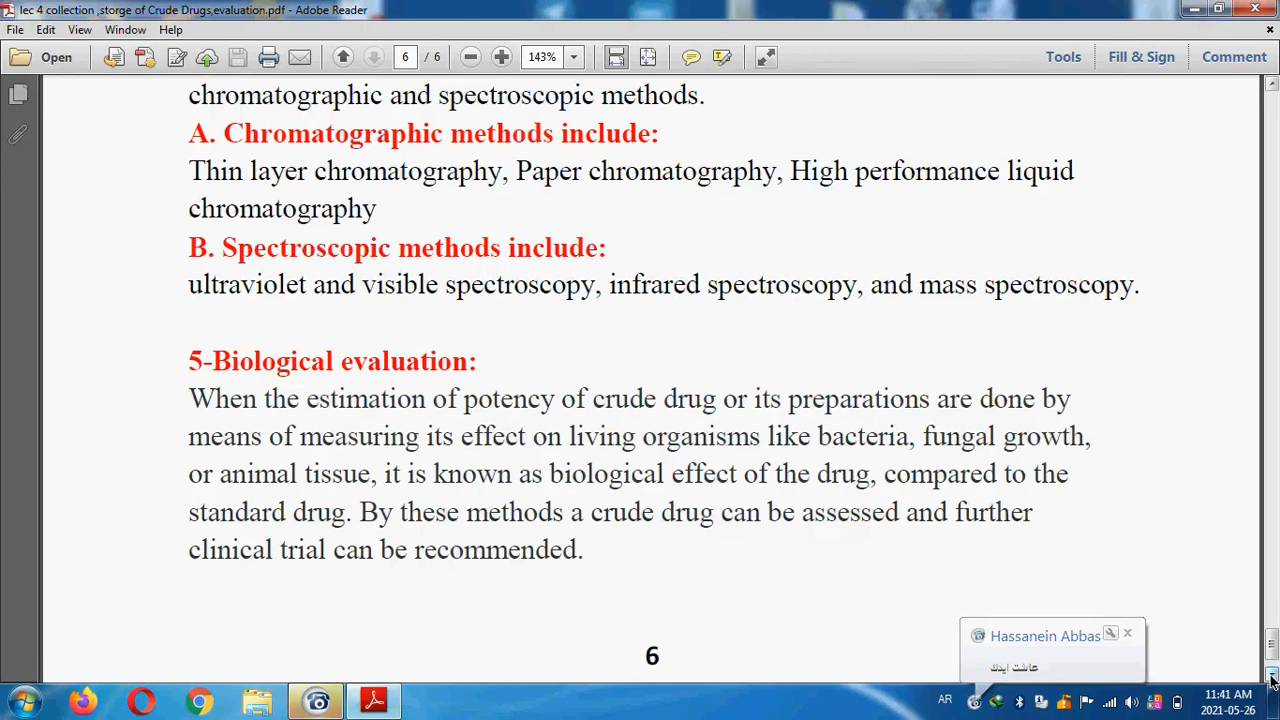 lec 4 collection ,storge of Crude Drugs,evaluation.pdf - Adobe Reader
File Edit View Window Help
Open 6 / 6 143% Tools Fill & Sign Comment
chromatographic and spectroscopic methods.
A. Chromatographic methods include:
Thin layer chromatography, Paper chromatography, High performance liquid
chromatography
B. Spectroscopic methods include:
ultraviolet and visible spectroscopy, infrared spectroscopy, and mass spectroscopy.
5-Biological evaluation:
When the estimation of potency of crude drug or its preparations are done by
means of measuring its effect on living organisms like bacteria, fungal growth,
or animal tissue, it is known as biological effect of the drug, compared to the
standard drug. By these methods a crude drug can be assessed and further
clinical trial can be recommended.
6
Hassanein Abbas
عاشت ايدك
AR
11:41 AM
2021-05-26